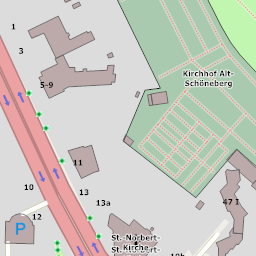 1
3
Kirchhof Alt-
Schöneberg
5-9
11
10
13
47 I
12
13a
P
St. Norbert-
Kirche